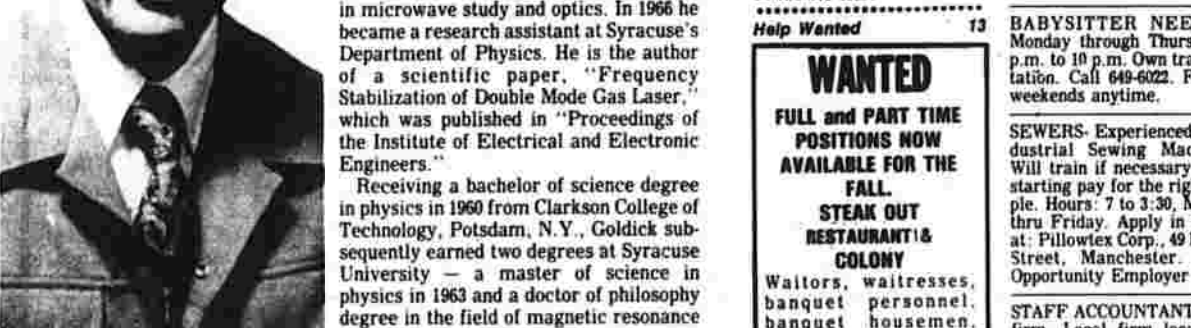 in microwave study and optics. In 1966 he
became a research assistant at Syracuse's
Department of Physics. He is the author
of a scientific paper, "Frequency
Stabilization of Double Mode Gas Laser,"
which was published in "Proceedings of
the Institute of Electrical and Electronic
Engineers."
Receiving a bachelor of science degree
in physics in 1960 from Clarkson College of
Technology, Potsdam, N.Y., Goldick sub-
sequently earned two degrees at Syracuse
University — a master of science in
physics in 1963 and a doctor of philosophy
degree in the field of magnetic resonance
Help Wanted 13
WANTED
FULL and PART TIME
POSITIONS NOW
AVAILABLE FOR THE
FALL.
STEAK OUT
RESTAURANT &
COLONY
Waitors, waitresses,
banquet personnel,
banquet housemen,
BABYSITTER NEE
Monday through Thurs
p.m. to 10 p.m. Own tra
tation. Call 649-6022. F
weekends anytime.
SEWERS- Experienced
dustrial Sewing Mac
Will train if necessary
starting pay for the rig
ple. Hours: 7 to 3:30, M
thru Friday. Apply in
at: Pillowtex Corp., 49
Street, Manchester.
Opportunity Employer
STAFF ACCOUNTANT